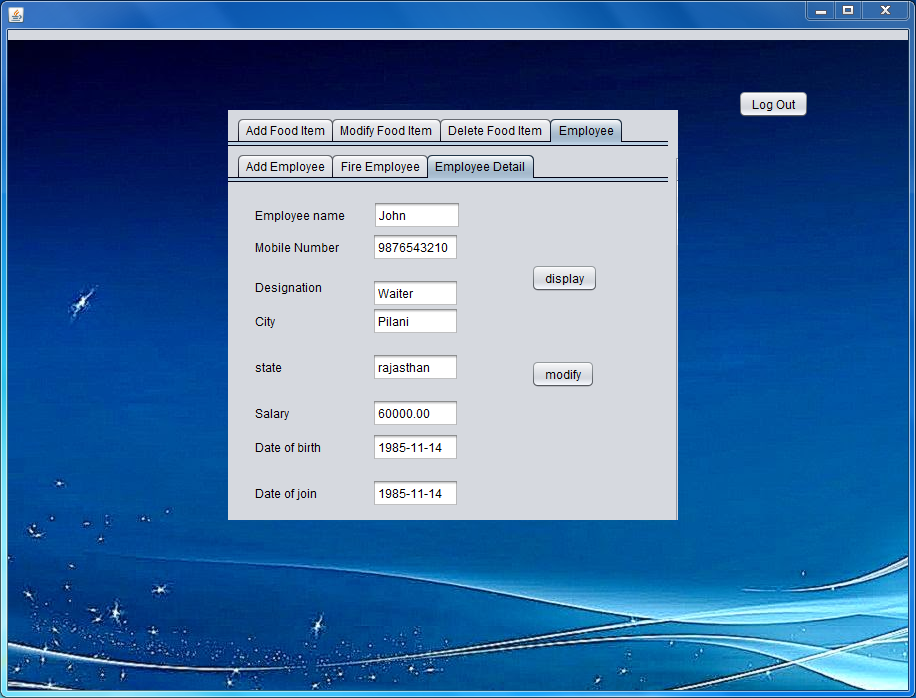 Log Out
Add Food Item Modify Food Item Delete Food Item Employee
Add Employee Fire Employee Employee Detail
Employee name John
Mobile Number 9876543210
display
Designation Waiter
City Pilani
state rajasthan
modify
Salary 60000.00
Date of birth 1985-11-14
Date of join 1985-11-14